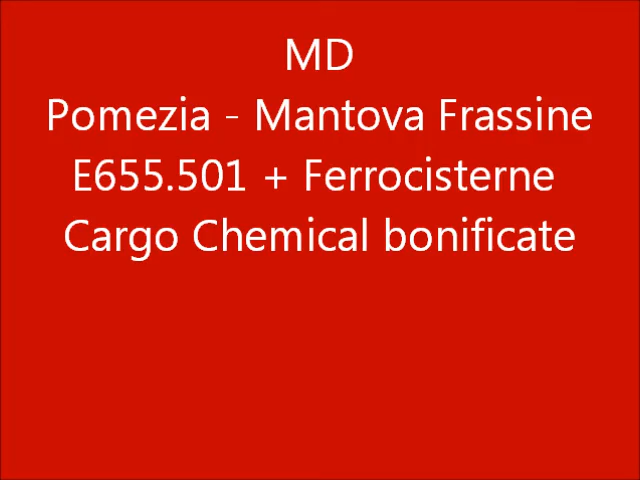 MD
Pomezia - Mantova Frassine
E655.501 + Ferrocisterne
Cargo Chemical bonificate